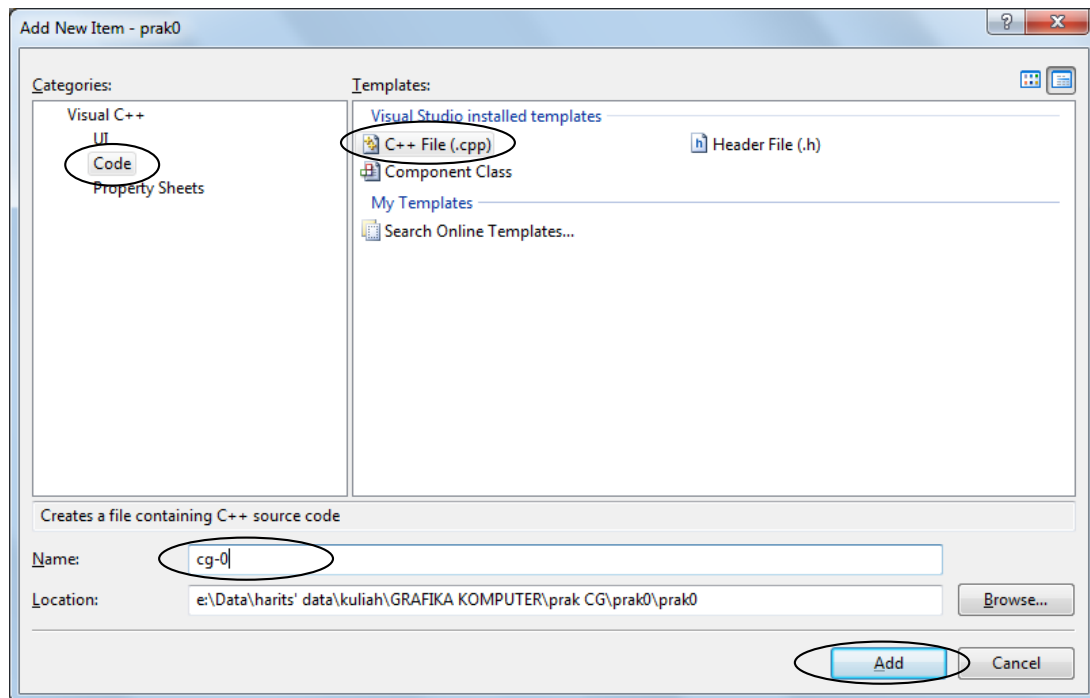 Add New Item - prak0
Categories:
Templates:
Visual C++
UI
Code
Property Sheets
Visual Studio installed templates
C++ File (.cpp)
Header File (.h)
Component Class
My Templates
Search Online Templates...
Creates a file containing C++ source code
Name:
cg-0
Location:
e:\Data\harits' data\kuliah\GRAFIKA KOMPUTER\prak CG\prak0\prak0
Browse...
Add
Cancel